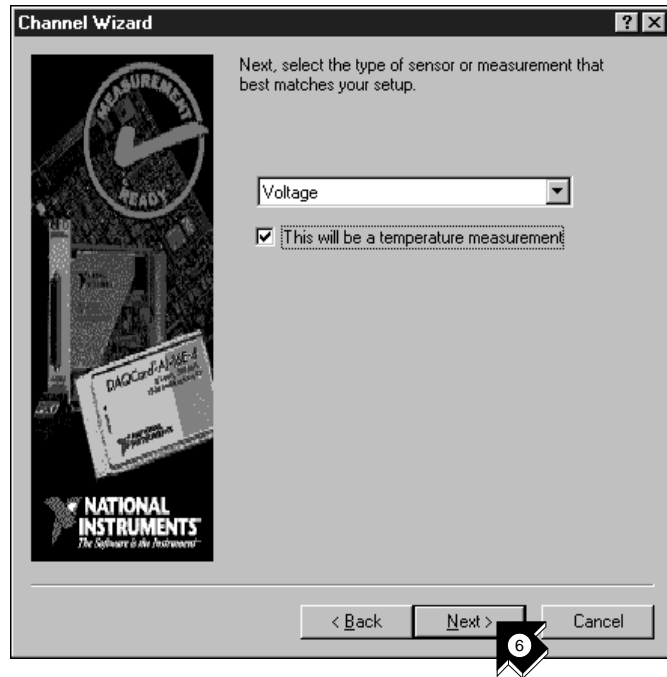 Channel Wizard
Next, select the type of sensor or measurement that
best matches your setup.
MEASUREMENT
READY
Voltage
This will be a temperature measurement
DAQCard-AI-16E-4
NATIONAL
INSTRUMENTS
The Software is the Instrument
< Back
Next >
Cancel
6